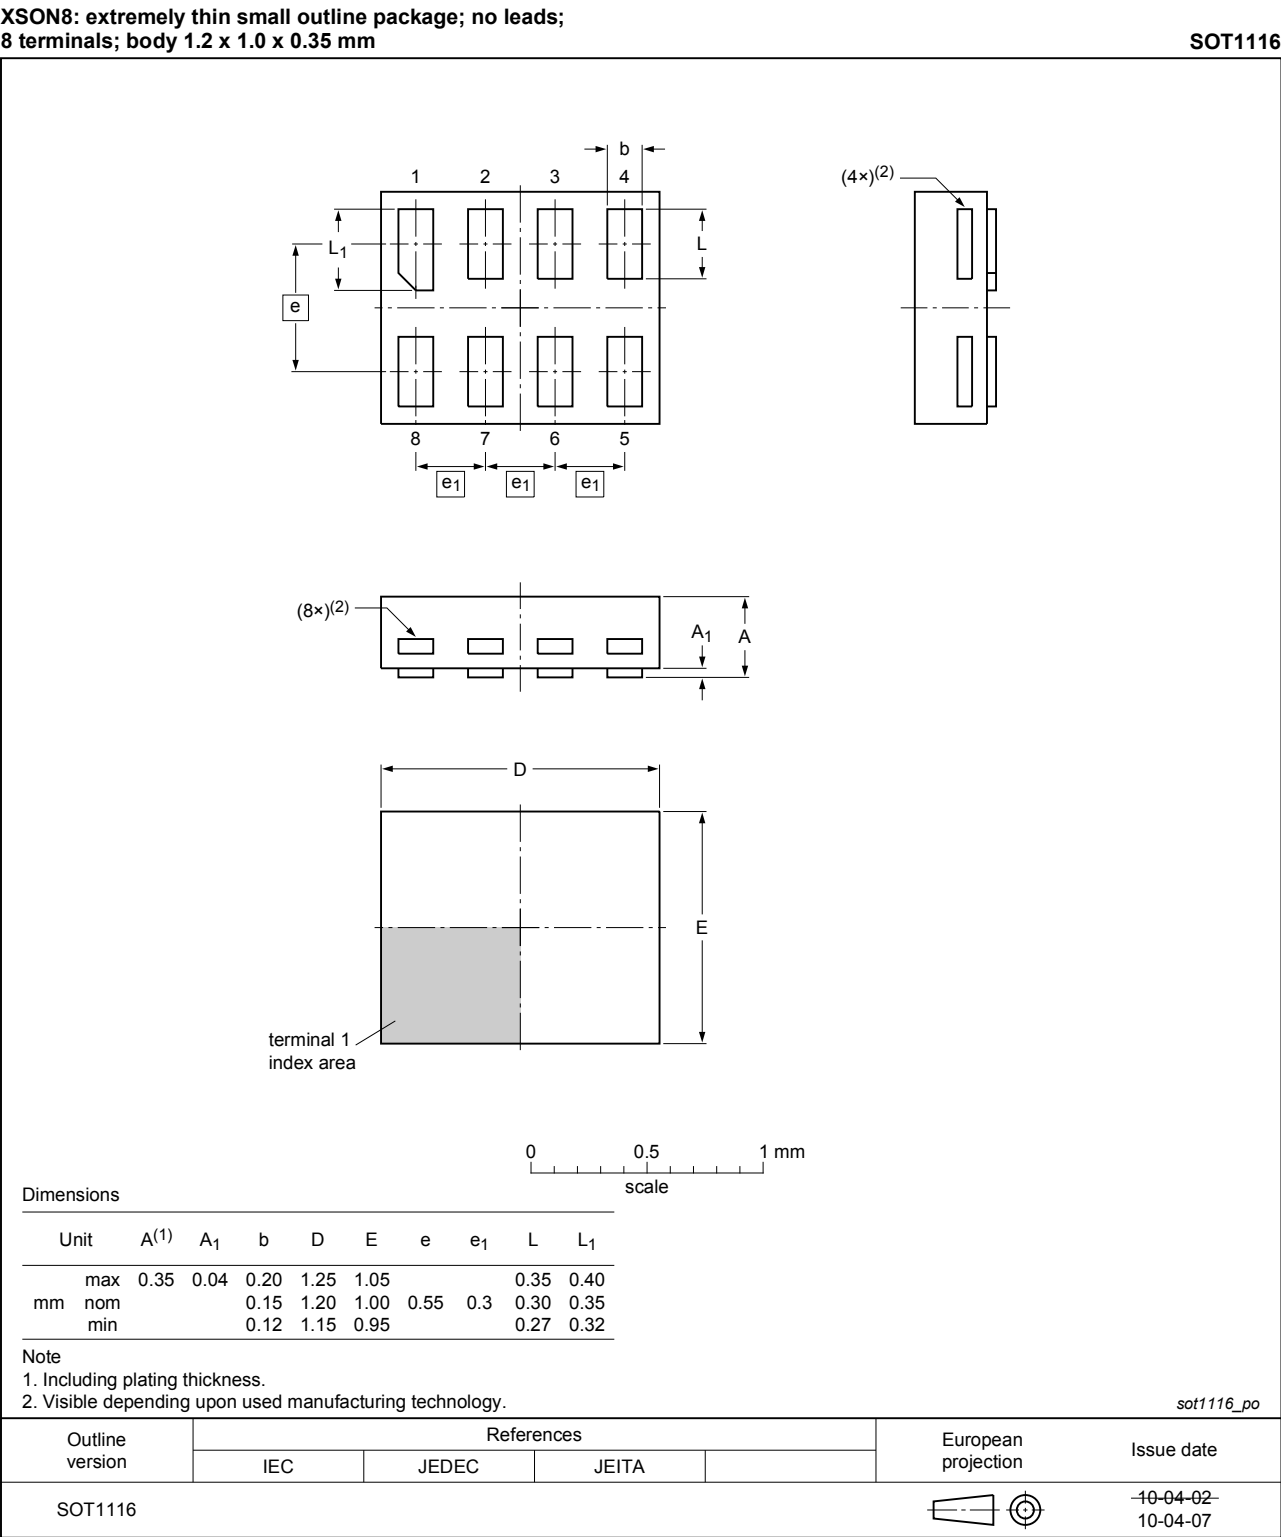 XSON8: extremely thin small outline package; no leads;
8 terminals; body 1.2 x 1.0 x 0.35 mm
SOT1116
b
1 2 3 4
(4×)(2)
L1
L
e
8 7 6 5
e1 e1 e1
(8×)(2)
A1 A
D
E
terminal 1
index area
0 0.5 1 mm
scale
Dimensions
Unit A(1) A1 b D E e e1 L L1
max 0.35 0.04 0.20 1.25 1.05 0.35 0.40
mm nom 0.15 1.20 1.00 0.55 0.3 0.30 0.35
min 0.12 1.15 0.95 0.27 0.32
Note
1. Including plating thickness.
2. Visible depending upon used manufacturing technology.
sot1116_po
Outline
version
References
IEC JEDEC JEITA
European
projection
Issue date
SOT1116
10-04-02
10-04-07